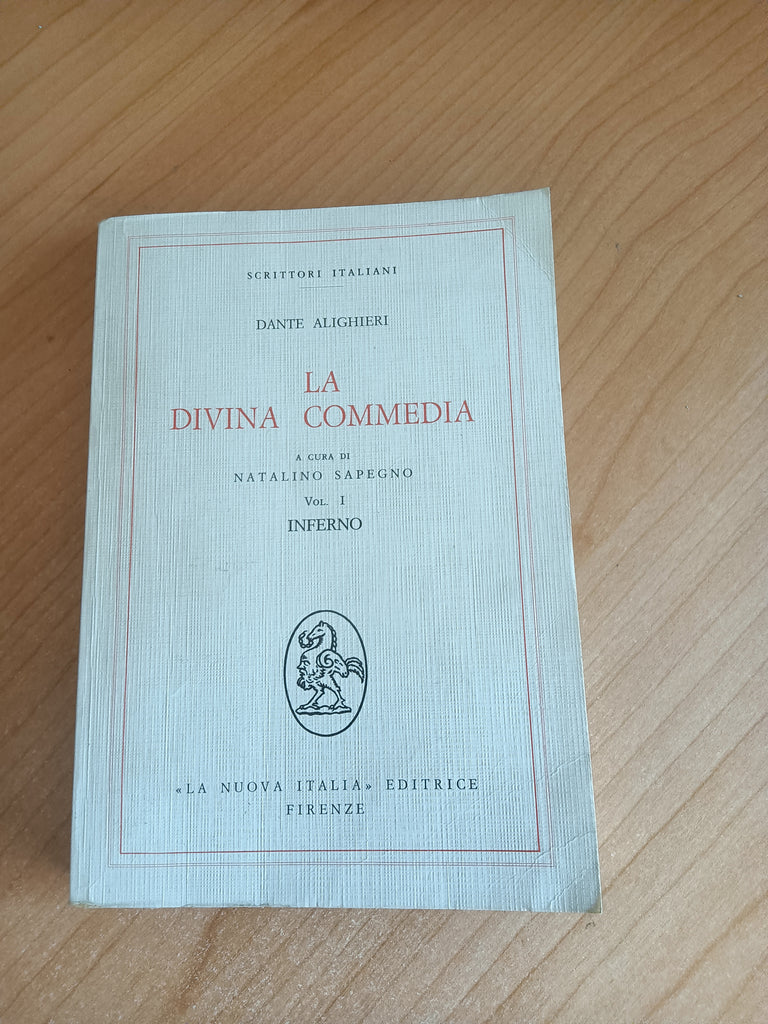 SCRITTORI ITALIANI
DANTE ALIGHIERI
LA
DIVINA COMMEDIA
A CURA DI
NATALINO SAPEGNO
VOL. I
INFERNO
«LA NUOVA ITALIA» EDITRICE
FIRENZE